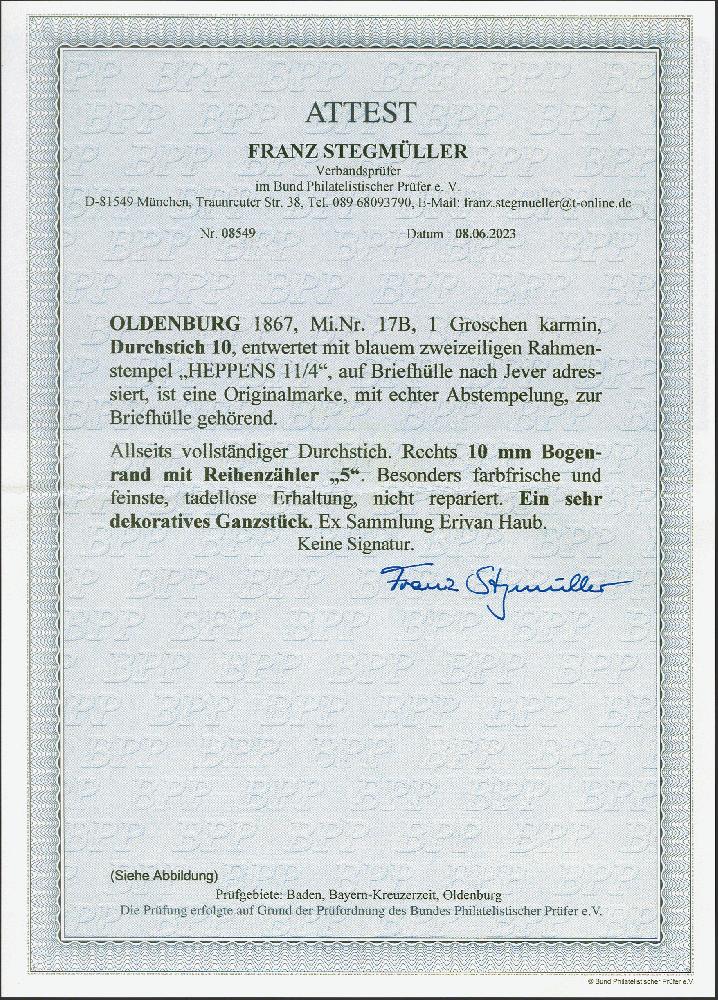 ATTEST
FRANZ STEGMÜLLER
Verbandsprüfer
im Bund Philatelistischer Prüfer e. V.
D-81549 München, Traunreuter Str. 38, Tel. 089 68093790, E-Mail: franz.stegmueller@t-online.de
Nr. 08549 Datum 08.06.2023
OLDENBURG 1867, Mi.Nr. 17B, 1 Groschen karmin,
Durchstich 10, entwertet mit blauem zweizeiligen Rahmen-
stempel „HEPPENS 11/4“, auf Briefhülle nach Jever adres-
siert, ist eine Originalmarke, mit echter Abstempelung, zur
Briefhülle gehörend.
Allseits vollständiger Durchstich. Rechts 10 mm Bogen-
rand mit Reihenzähler „5“. Besonders farbfrische und
feinste, tadellose Erhaltung, nicht repariert. Ein sehr
dekoratives Ganzstück. Ex Sammlung Erivan Haub.
Keine Signatur.
Franz Stegmüller
(Siehe Abbildung)
Prüfgebiete: Baden, Bayern-Kreuzerzeit, Oldenburg
Die Prüfung erfolgte auf Grund der Prüfordnung des Bundes Philatelistischer Prüfer e.V.
© Bund Philatelistischer Prüfer e.V.